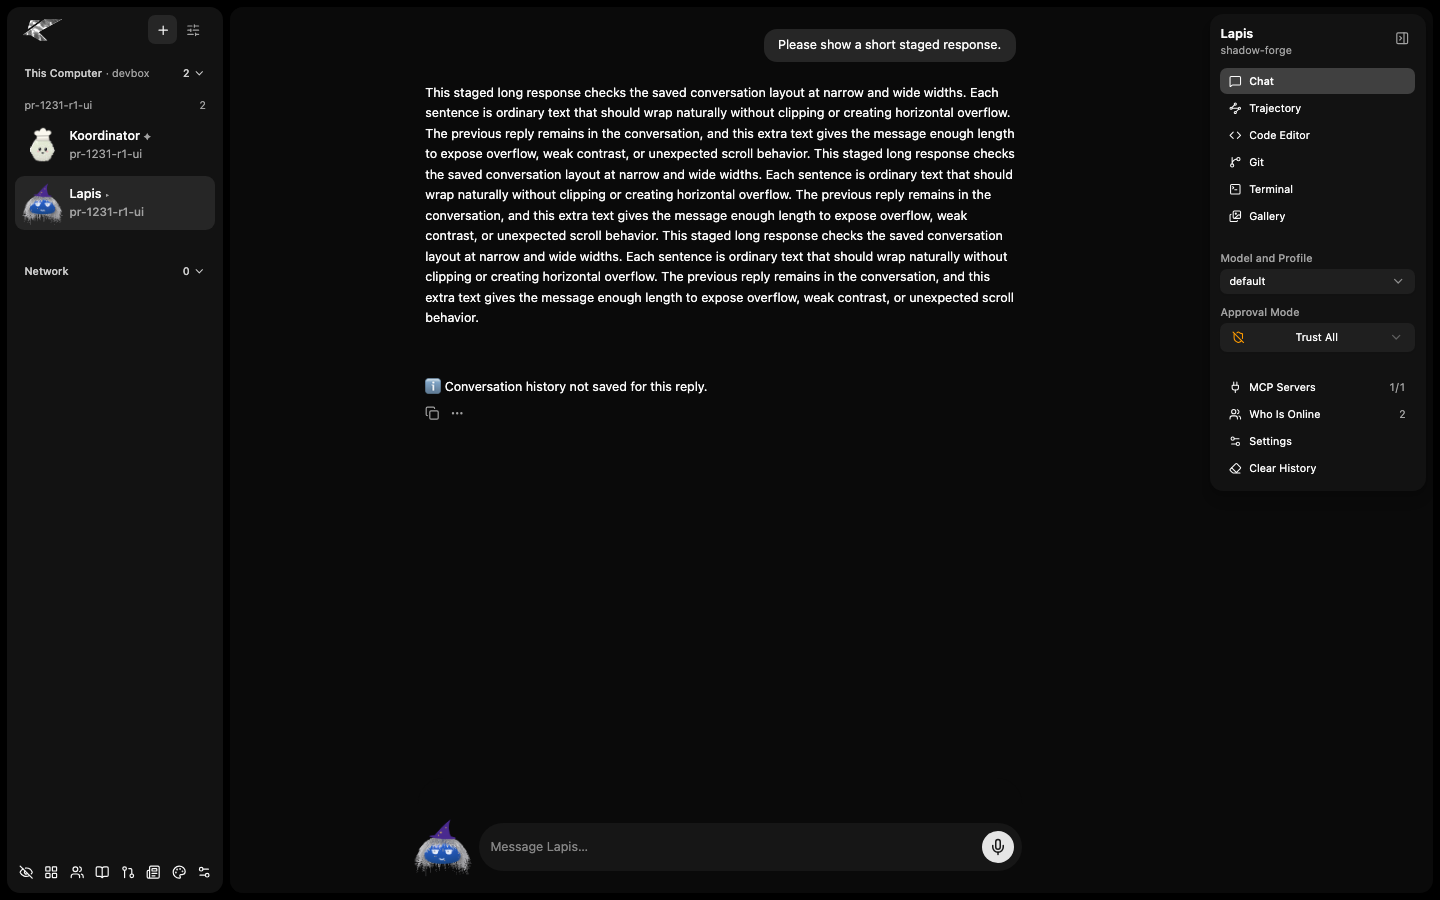 This Computer · devbox
2
pr-1231-r1-ui
2
Koordinator
pr-1231-r1-ui
Lapis
pr-1231-r1-ui
Network
0
Please show a short staged response.
This staged long response checks the saved conversation layout at narrow and wide widths. Each
sentence is ordinary text that should wrap naturally without clipping or creating horizontal overflow.
The previous reply remains in the conversation, and this extra text gives the message enough length
to expose overflow, weak contrast, or unexpected scroll behavior. This staged long response checks
the saved conversation layout at narrow and wide widths. Each sentence is ordinary text that should
wrap naturally without clipping or creating horizontal overflow. The previous reply remains in the
conversation, and this extra text gives the message enough length to expose overflow, weak
contrast, or unexpected scroll behavior. This staged long response checks the saved conversation
layout at narrow and wide widths. Each sentence is ordinary text that should wrap naturally without
clipping or creating horizontal overflow. The previous reply remains in the conversation, and this
extra text gives the message enough length to expose overflow, weak contrast, or unexpected scroll
behavior.
ℹ️ Conversation history not saved for this reply.
Message Lapis...
Lapis
shadow-forge
Chat
Trajectory
Code Editor
Git
Terminal
Gallery
Model and Profile
default
Approval Mode
Trust All
MCP Servers 1/1
Who Is Online 2
Settings
Clear History